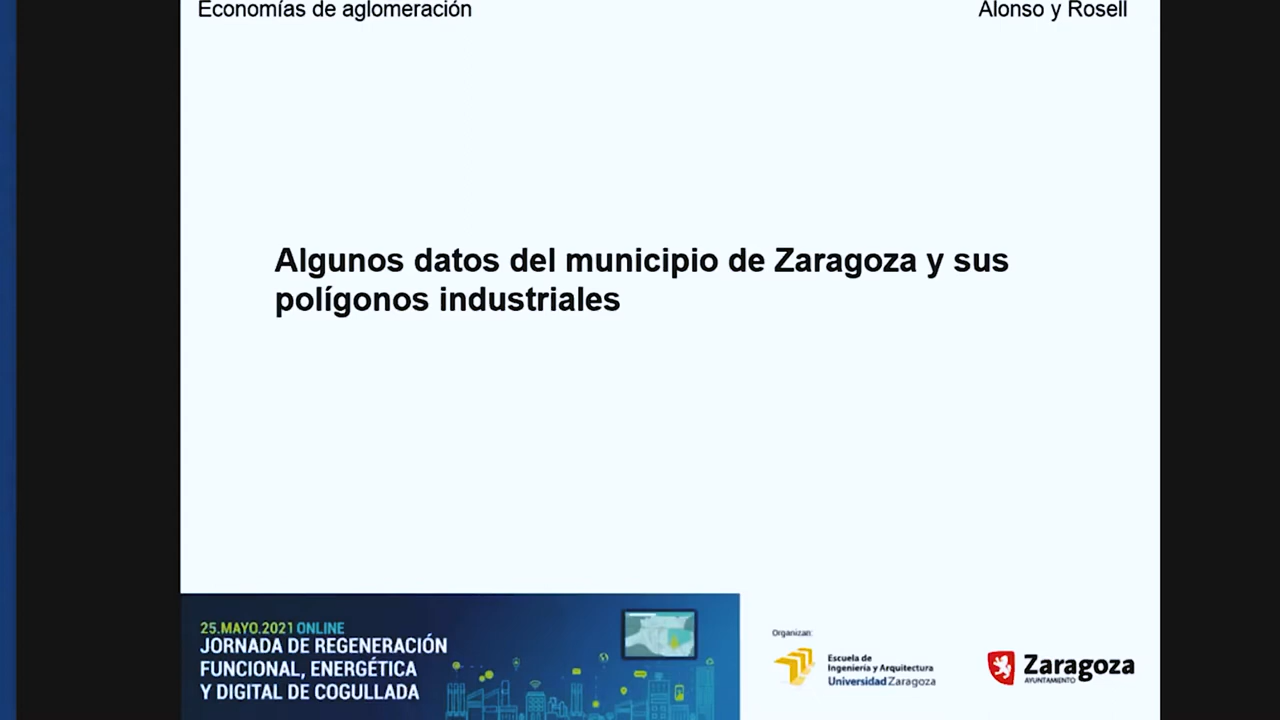 Economías de aglomeración
Alonso y Rosell
Algunos datos del municipio de Zaragoza y sus
polígonos industriales
25.MAYO.2021 ONLINE
JORNADA DE REGENERACIÓN
FUNCIONAL, ENERGÉTICA
Y DIGITAL DE COGULLADA
Organizan:
Escuela de
Ingeniería y Arquitectura
Universidad Zaragoza
Zaragoza
AYUNTAMIENTO